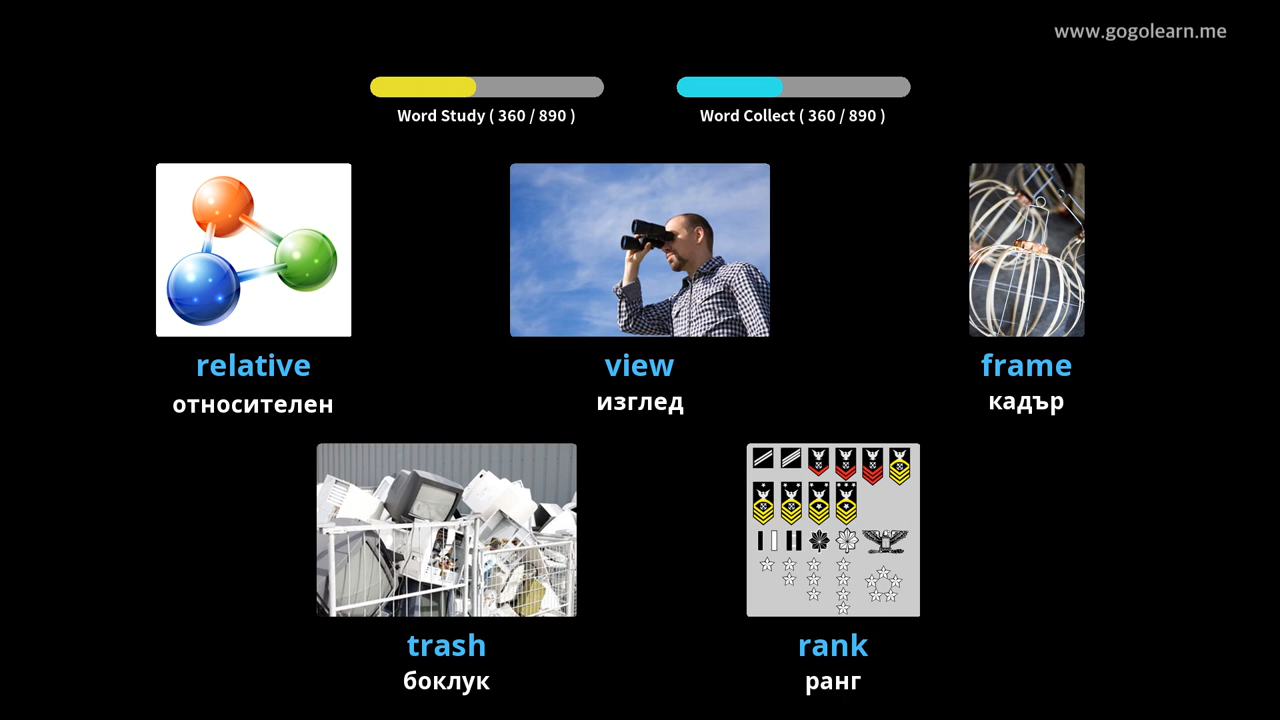 www.gogolearn.me
Word Study ( 360 / 890 )
Word Collect ( 360 / 890 )
relative
относителен
view
изглед
frame
кадър
trash
боклук
rank
ранг